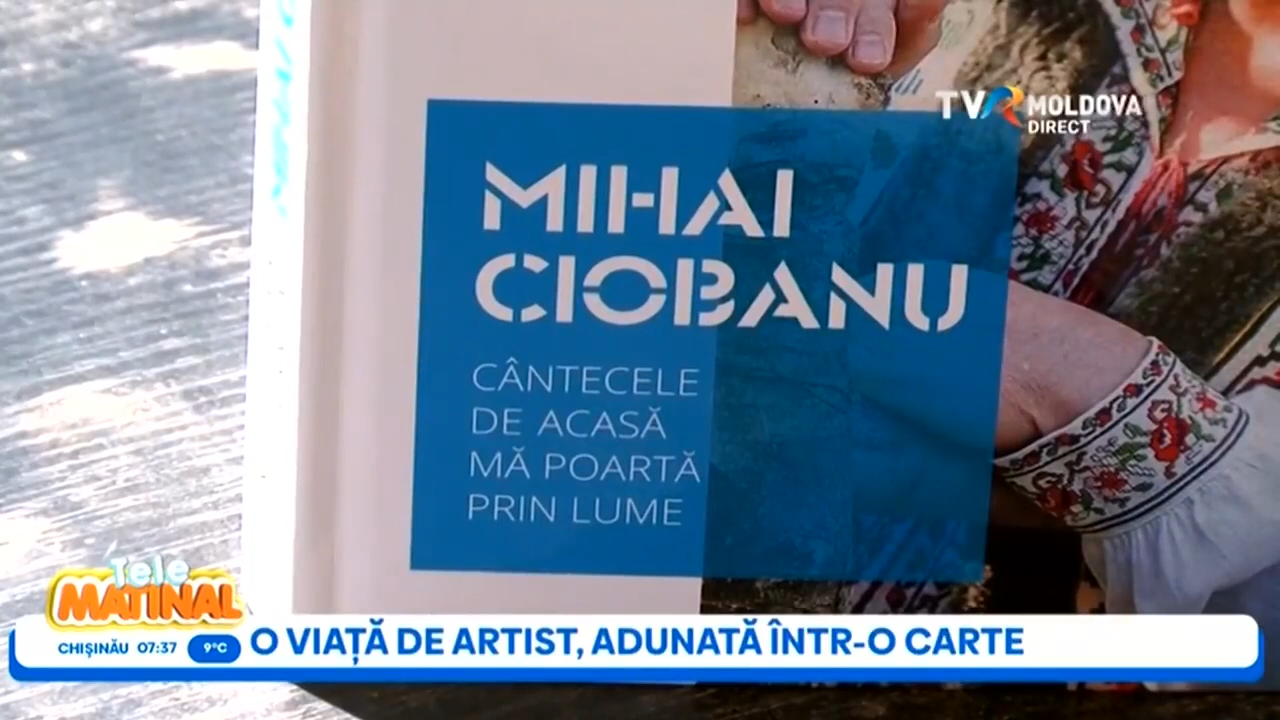 TVR MOLDOVA
DIRECT
MIHAI
CIOBANU
CÂNTECELE
DE ACASĂ
MĂ POARTĂ
PRIN LUME
Tele
MATINAL
CHIȘINĂU 07:37 9°C
O VIAȚĂ DE ARTIST, ADUNATĂ ÎNTR-O CARTE